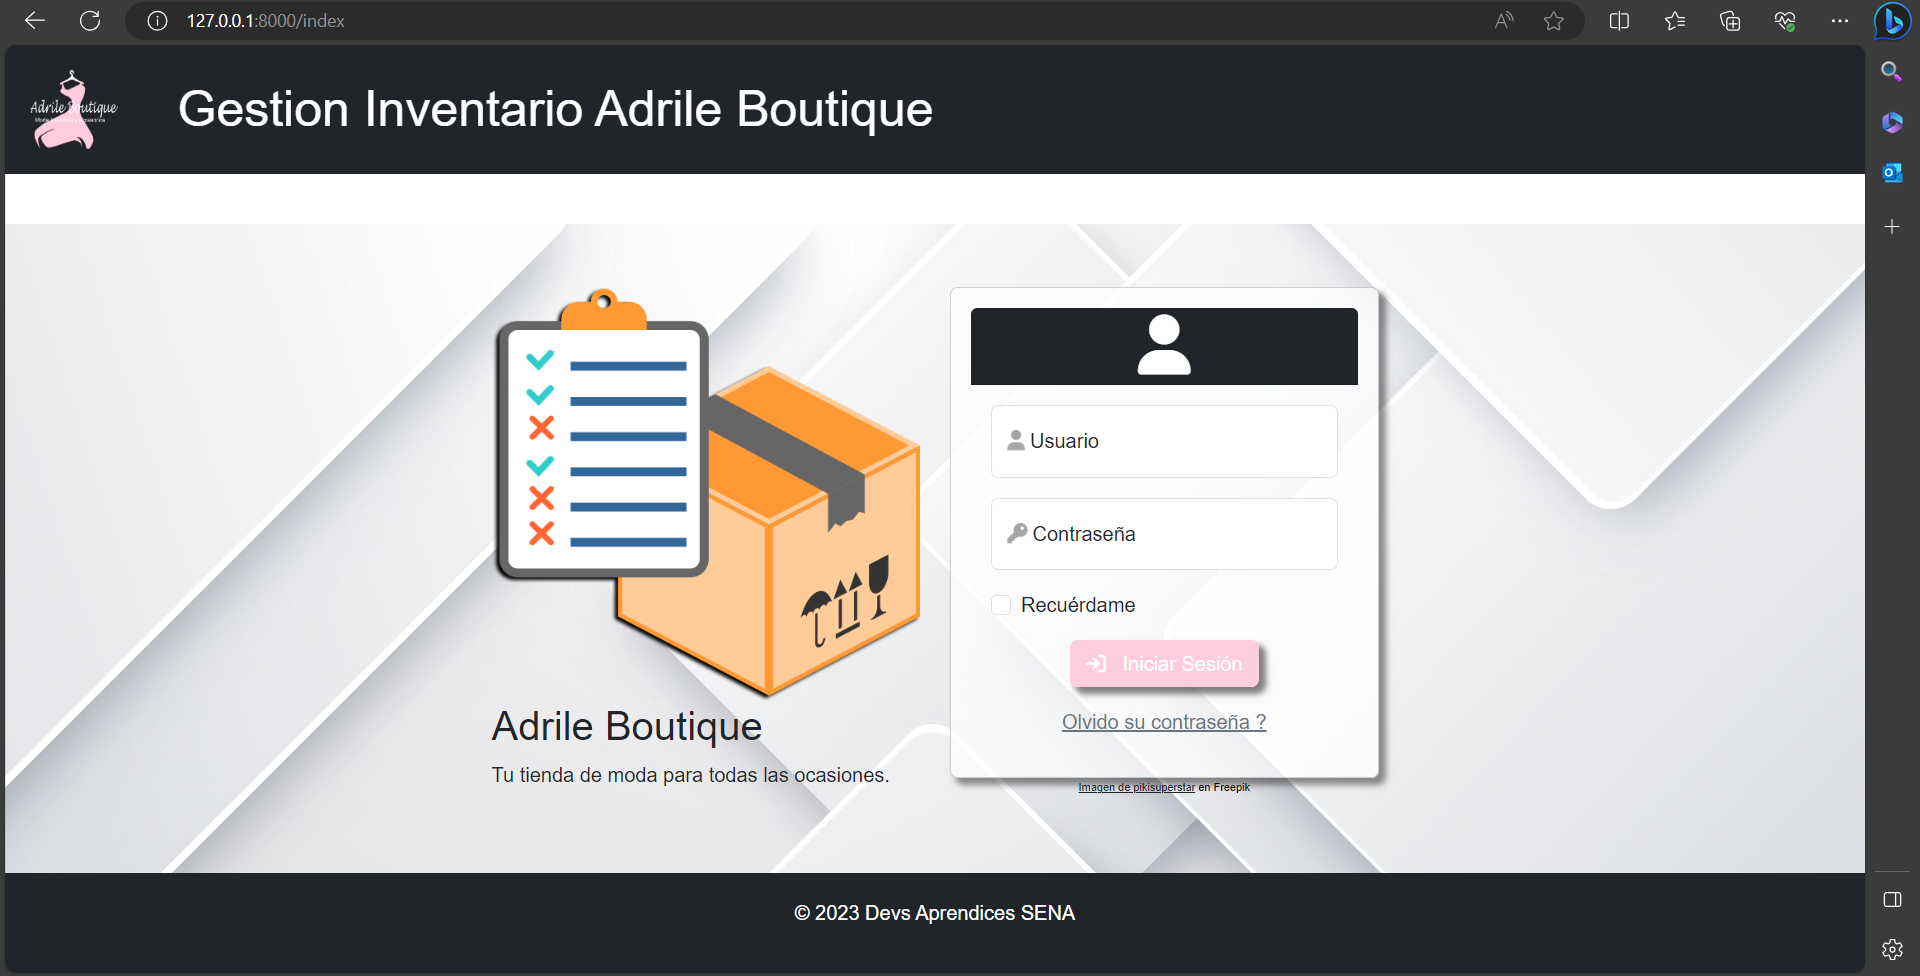 127.0.0.1:8000/index
Adrile Boutique
Gestion Inventario Adrile Boutique
Usuario
Contraseña
Recuérdame
Iniciar Sesión
Olvido su contraseña ?
Adrile Boutique
Tu tienda de moda para todas las ocasiones.
Imagen de pikisuperstar en Freepik
© 2023 Devs Aprendices SENA